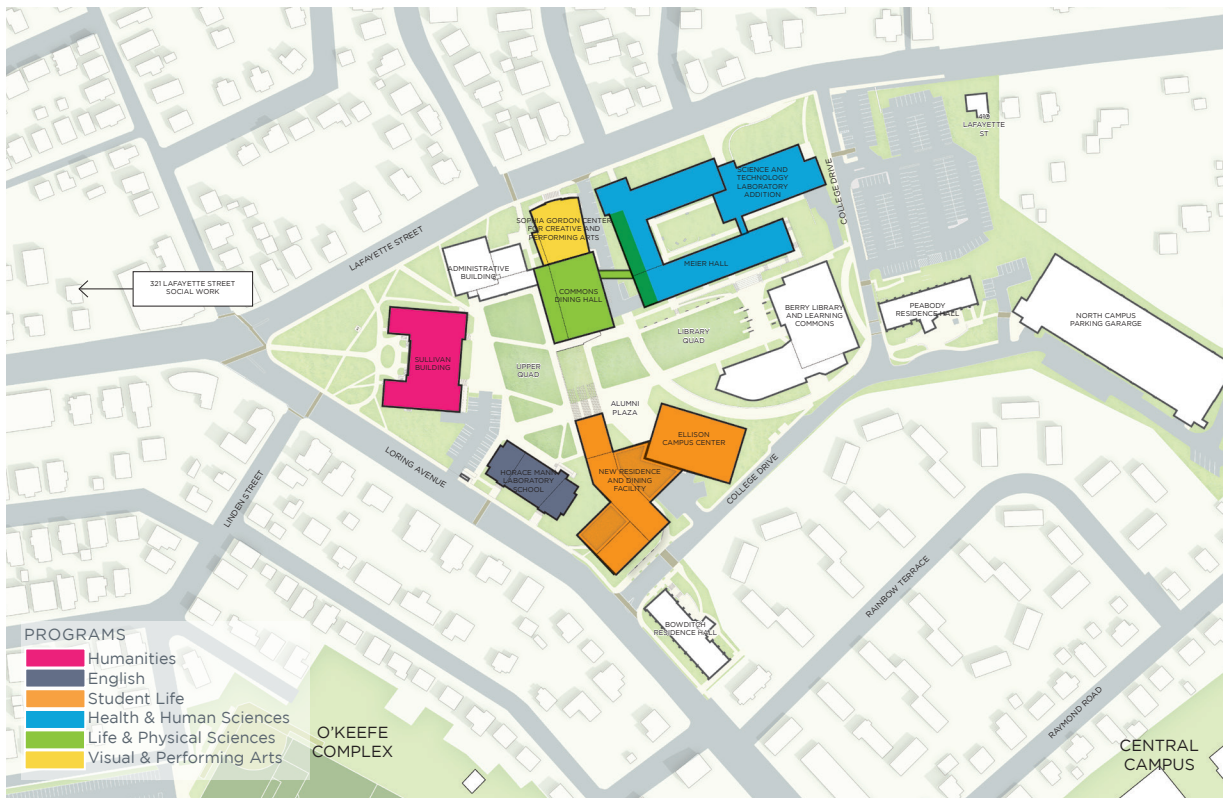 410
LAFAYETTE
ST
COLLEGE DRIVE
SCIENCE AND
TECHNOLOGY
LABORATORY
ADDITION
SOPHIA GORDON CENTER
FOR CREATIVE AND
PERFORMING ARTS
LAFAYETTE STREET
MEIER HALL
ADMINISTRATIVE
BUILDING
321 LAFAYETTE STREET
SOCIAL WORK
COMMONS
DINING HALL
BERRY LIBRARY
AND LEARNING
COMMONS
PEABODY
RESIDENCE HALL
NORTH CAMPUS
PARKING GARARGE
LIBRARY
QUAD
SULLIVAN
BUILDING
UPPER
QUAD
ALUMNI
PLAZA
ELLISON
CAMPUS CENTER
LORING AVENUE
HORACE MANN
LABORATORY
SCHOOL
NEW RESIDENCE
AND DINING
FACILITY
COLLEGE DRIVE
LINDEN STREET
RAINBOW TERRACE
BOWDITCH
RESIDENCE HALL
PROGRAMS
Humanities
English
Student Life
Health & Human Sciences
Life & Physical Sciences
Visual & Performing Arts
O'KEEFE
COMPLEX
RAYMOND ROAD
CENTRAL
CAMPUS